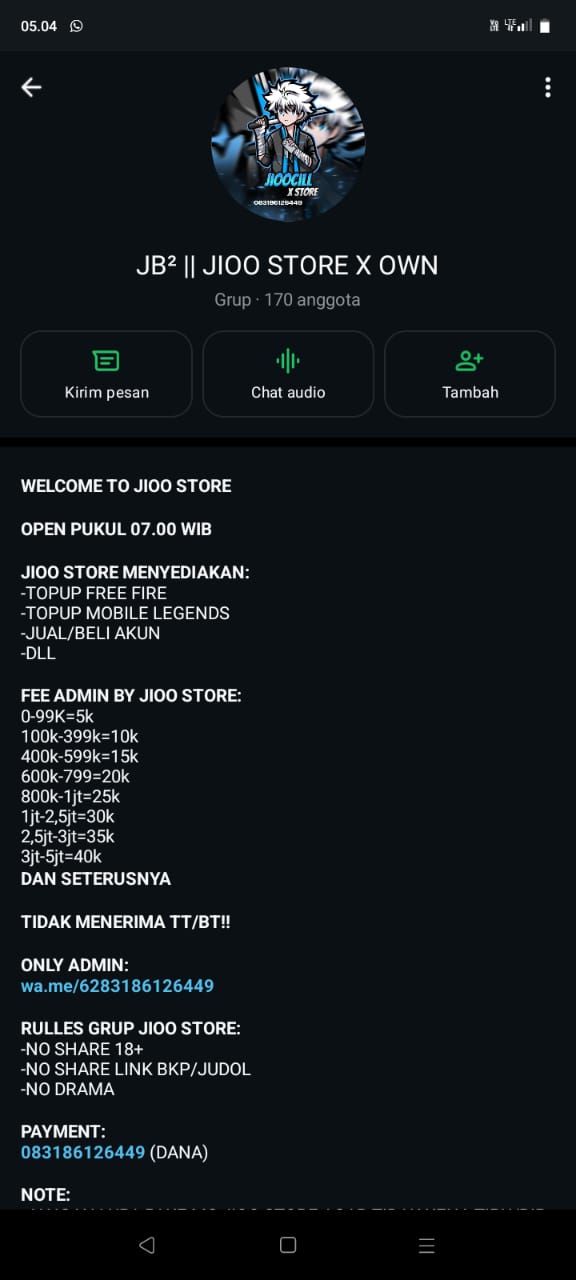 05.04
Vo LTE LTE
JIOOCILL
X STORE
083186126449
JB² || JIOO STORE X OWN
Grup · 170 anggota
Kirim pesan
Chat audio
Tambah
WELCOME TO JIOO STORE
OPEN PUKUL 07.00 WIB
JIOO STORE MENYEDIAKAN:
-TOPUP FREE FIRE
-TOPUP MOBILE LEGENDS
-JUAL/BELI AKUN
-DLL
FEE ADMIN BY JIOO STORE:
0-99K=5k
100k-399k=10k
400k-599k=15k
600k-799=20k
800k-1jt=25k
1jt-2,5jt=30k
2,5jt-3jt=35k
3jt-5jt=40k
DAN SETERUSNYA
TIDAK MENERIMA TT/BT!!
ONLY ADMIN:
wa.me/6283186126449
RULLES GRUP JIOO STORE:
-NO SHARE 18+
-NO SHARE LINK BKP/JUDOL
-NO DRAMA
PAYMENT:
083186126449 (DANA)
NOTE: